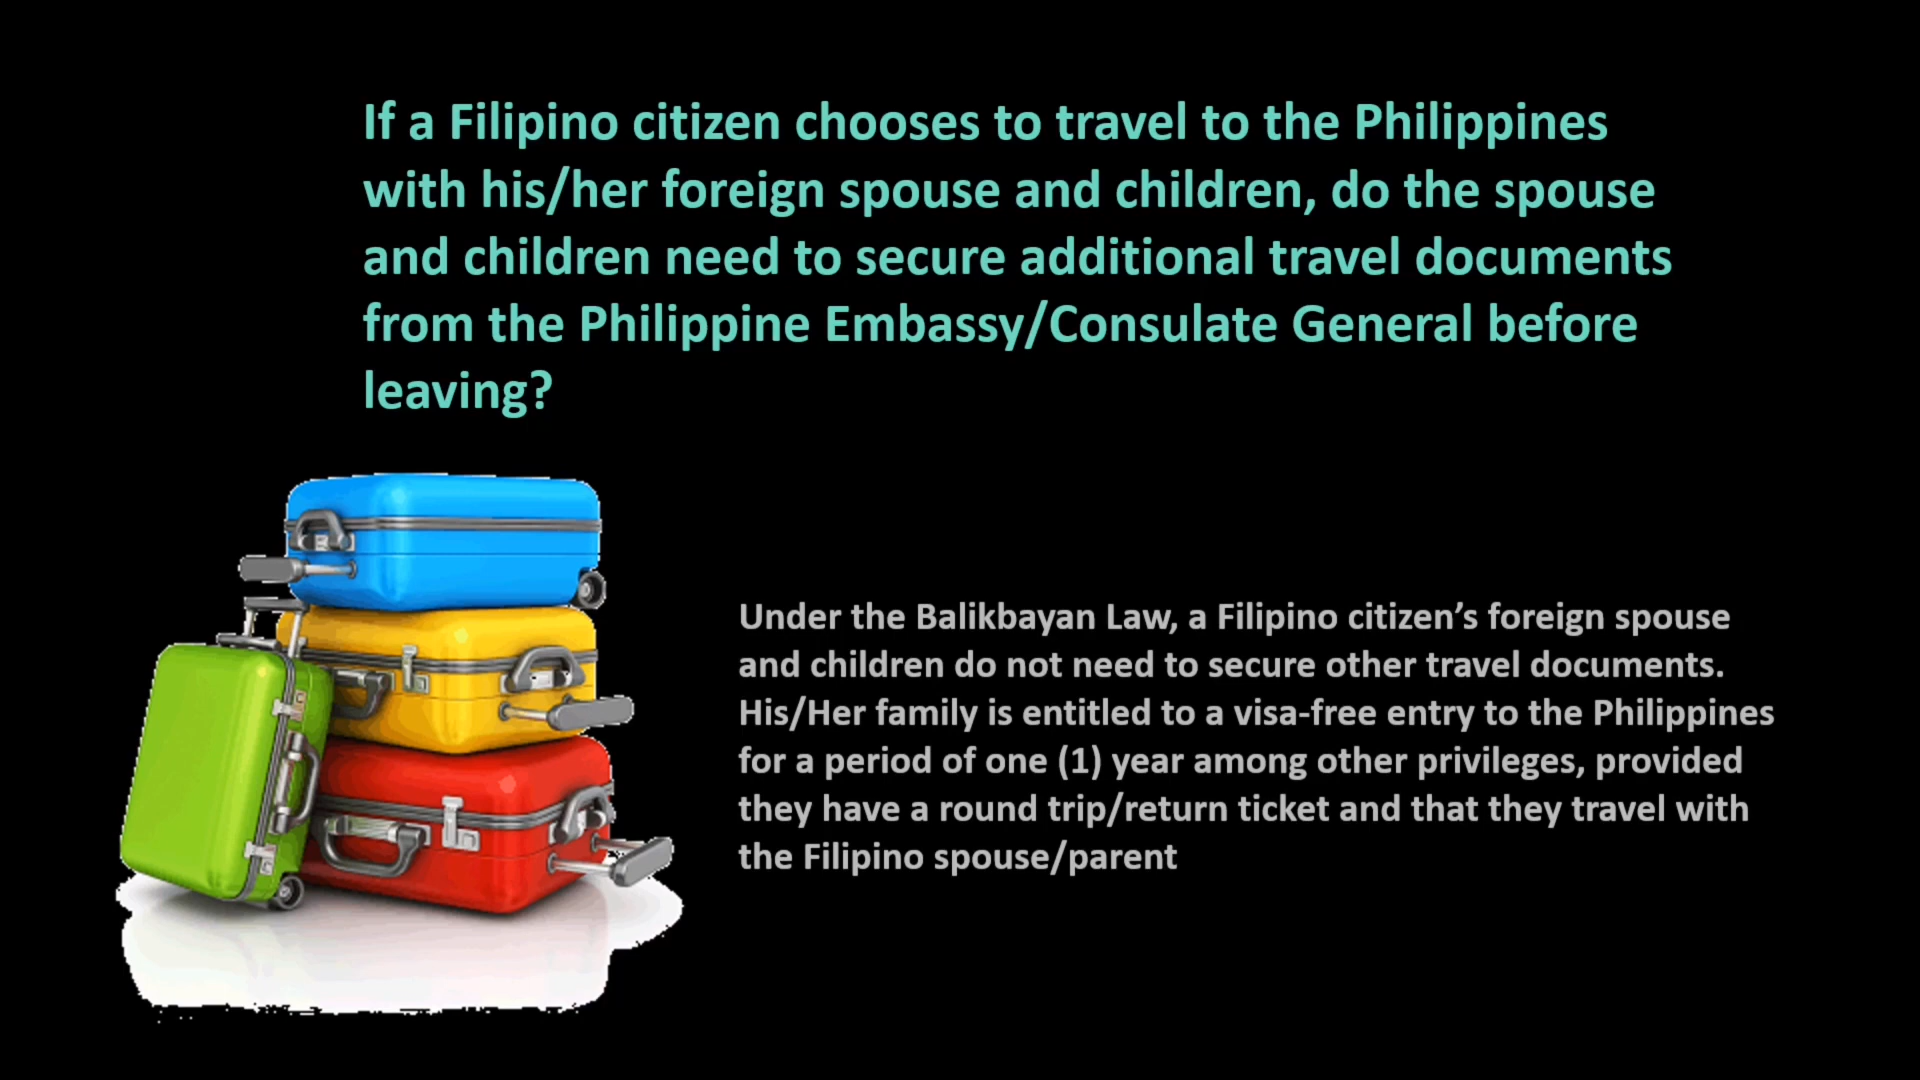 If a Filipino citizen chooses to travel to the Philippines
with his/her foreign spouse and children, do the spouse
and children need to secure additional travel documents
from the Philippine Embassy/Consulate General before
leaving?
Under the Balikbayan Law, a Filipino citizen’s foreign spouse
and children do not need to secure other travel documents.
His/Her family is entitled to a visa-free entry to the Philippines
for a period of one (1) year among other privileges, provided
they have a round trip/return ticket and that they travel with
the Filipino spouse/parent